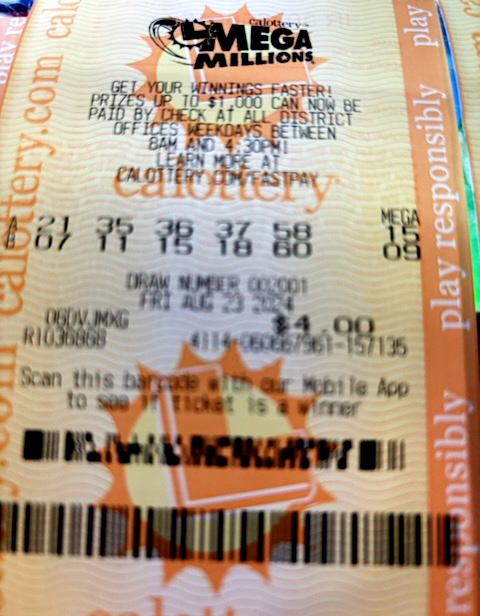 calottery
MEGA
MILLIONS
GET YOUR WINNINGS FASTER!
PRIZES UP TO $1,000 CAN NOW BE
PAID BY CHECK AT ALL DISTRICT
OFFICES WEEKDAYS BETWEEN
8AM AND 4:30PM!
LEARN MORE AT
CALOTTERY.COM/FASTPAY
calottery
MEGA
A 21 35 36 37 58 15
B 07 11 15 18 60 09
DRAW NUMBER 002001
FRI AUG 23 2024
$4.00
Scan this barcode with our Mobile App
to see if ticket is a winner
calottery.com
play responsibly
play
responsibly